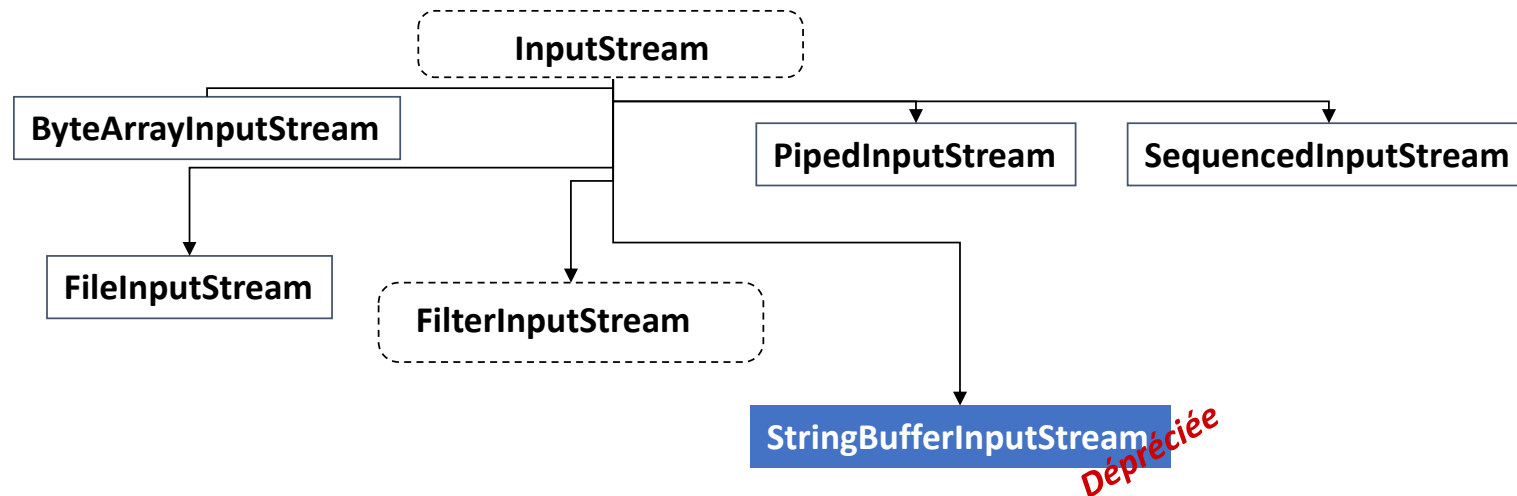 InputStream
ByteArrayInputStream
PipedInputStream
SequencedInputStream
FileInputStream
FilterInputStream
StringBufferInputStream
Dépréciée